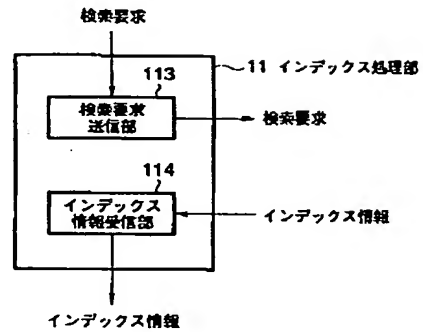 検索要求
11 インデックス処理部
113
検索要求
送信部
検索要求
114
インデックス
情報受信部
インデックス情報
インデックス情報